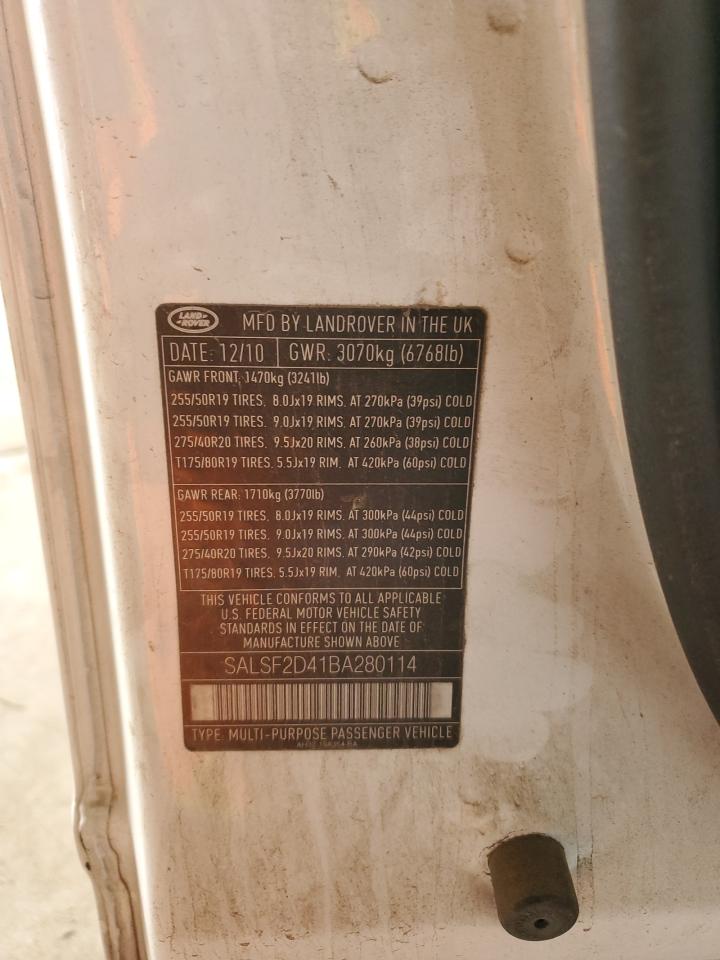 LAND
ROVER
MFD BY LANDROVER IN THE UK
DATE: 12/10 GWR: 3070kg (6768lb)
GAWR FRONT: 1470kg (3241lb)
255/50R19 TIRES, 8.0Jx19 RIMS, AT 270kPa (39psi) COLD
255/50R19 TIRES, 9.0Jx19 RIMS, AT 270kPa (39psi) COLD
275/40R20 TIRES, 9.5Jx20 RIMS, AT 260kPa (38psi) COLD
T175/80R19 TIRES, 5.5Jx19 RIM, AT 420kPa (60psi) COLD
GAWR REAR: 1710kg (3770lb)
255/50R19 TIRES, 8.0Jx19 RIMS, AT 300kPa (44psi) COLD
255/50R19 TIRES, 9.0Jx19 RIMS, AT 300kPa (44psi) COLD
275/40R20 TIRES, 9.5Jx20 RIMS, AT 290kPa (42psi) COLD
T175/80R19 TIRES, 5.5Jx19 RIM, AT 420kPa (60psi) COLD
THIS VEHICLE CONFORMS TO ALL APPLICABLE
U.S. FEDERAL MOTOR VEHICLE SAFETY
STANDARDS IN EFFECT ON THE DATE OF
MANUFACTURE SHOWN ABOVE
SALSF2D41BA280114
TYPE: MULTI-PURPOSE PASSENGER VEHICLE